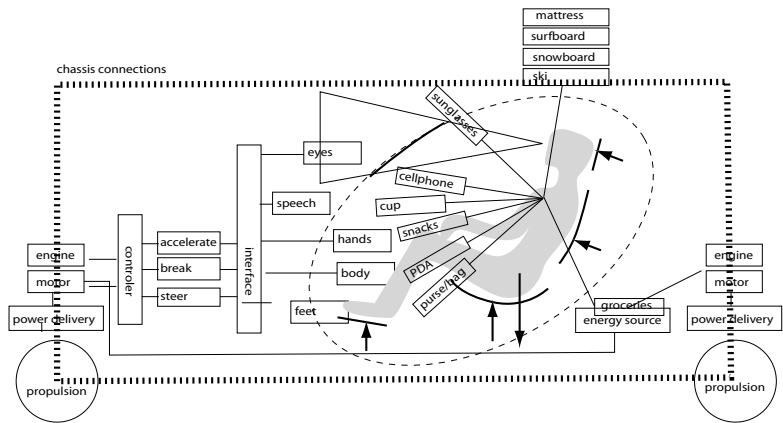 mattress
surfboard
snowboard
ski
chassis connections
sunglasses
eyes
cellphone
speech
cup
snacks
hands
PDA
body
purse/bag
feet
interface
controler
accelerate
break
steer
engine
motor
power delivery
propulsion
groceries
energy source
engine
motor
power delivery
propulsion